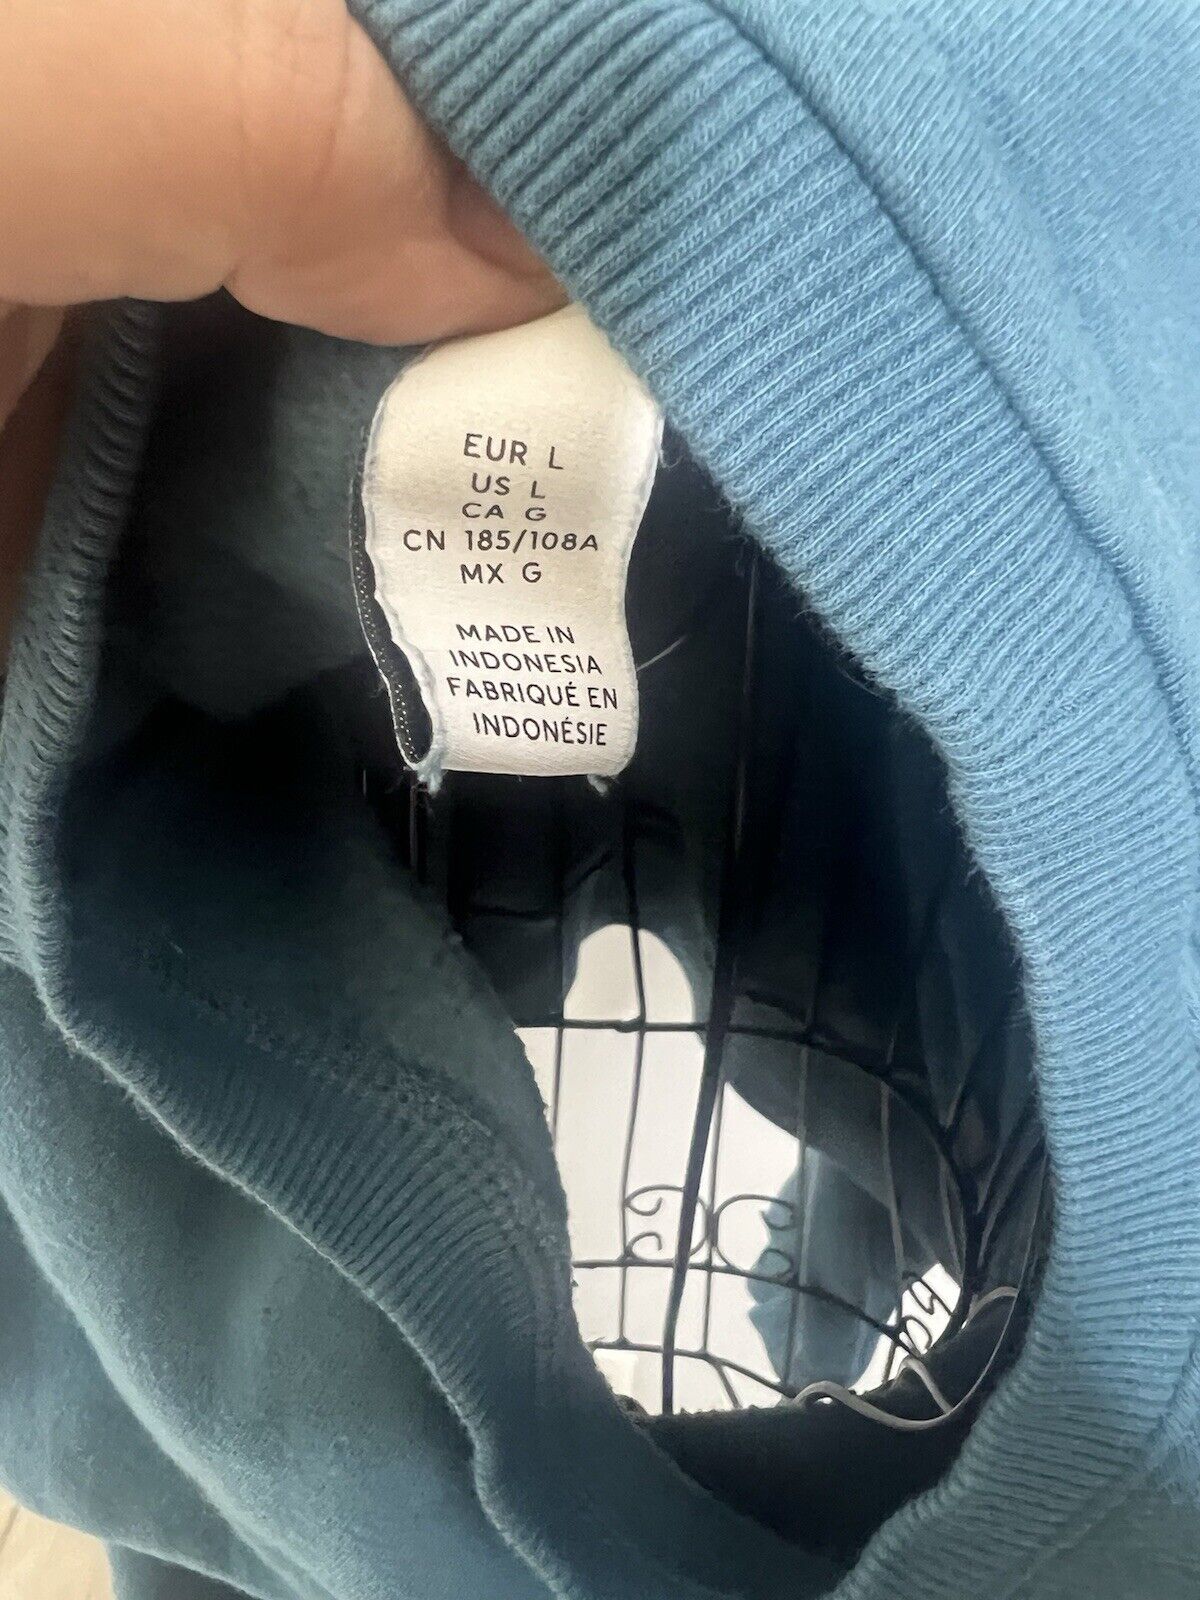 EUR L
US L
CA G
CN 185/108A
MX G
MADE IN
INDONESIA
FABRIQUÉ EN
INDONÉSIE